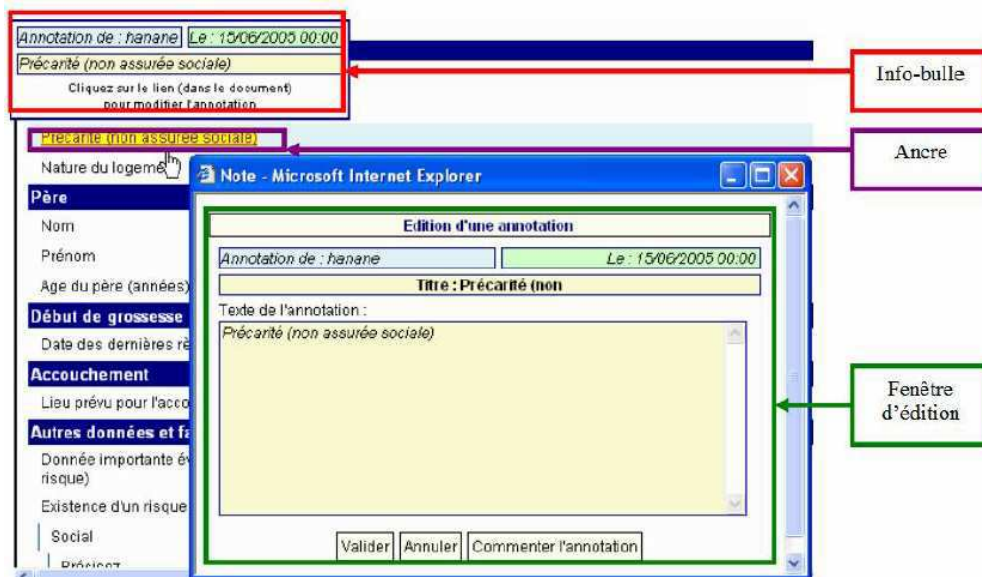 Annotation de : hanane Le : 15/06/2005 00:00
Précarité (non assurée sociale)
Cliquez sur le lien (dans le document)
pour modifier l'annotation
Info-bulle
Précarité (non assurée sociale)
Ancre
Nature du logeme
Note - Microsoft Internet Explorer
Père
Nom
Prénom
Age du père (années)
Début de grossesse
Date des dernières rè
Accouchement
Lieu prévu pour l'acco
Autres données et fa
Donnée importante év
risque)
Existence d'un risque
Social
Précisez
Edition d'une annotation
Annotation de : hanane Le : 15/06/2005 00:00
Titre : Précarité (non
Texte de l'annotation :
Précarité (non assurée sociale)
Valider Annuler Commenter l'annotation
Fenêtre
d'édition